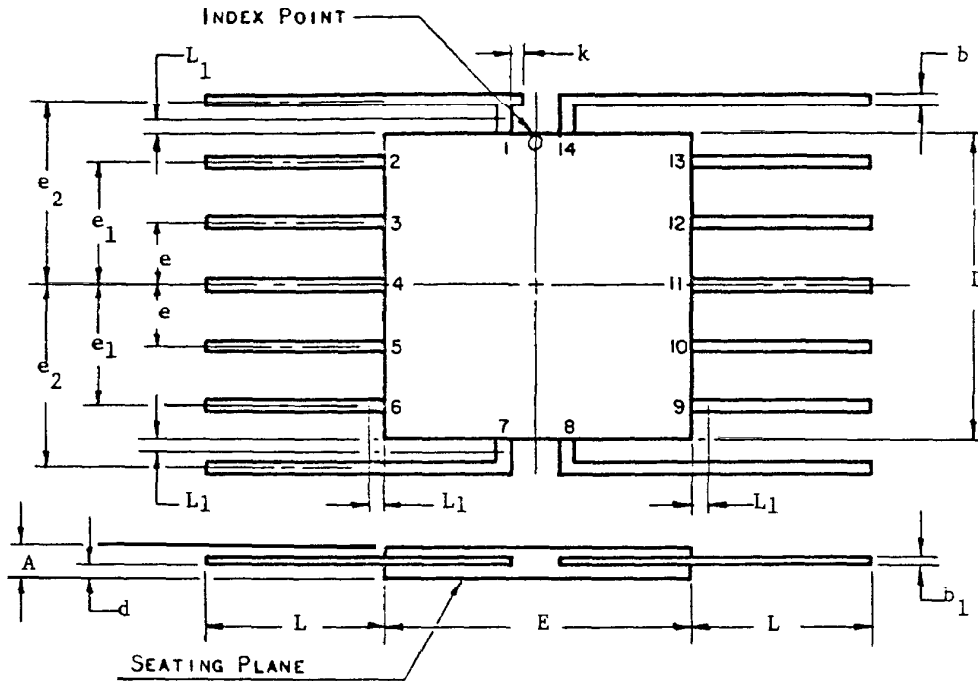 INDEX POINT
L1
k
b
1 14
2 13
3 12
4 11
5 10
6 9
7 8
e2
e1
e
e
e1
e2
D
L1
L1
L1
A
d
b1
L
E
L
SEATING PLANE